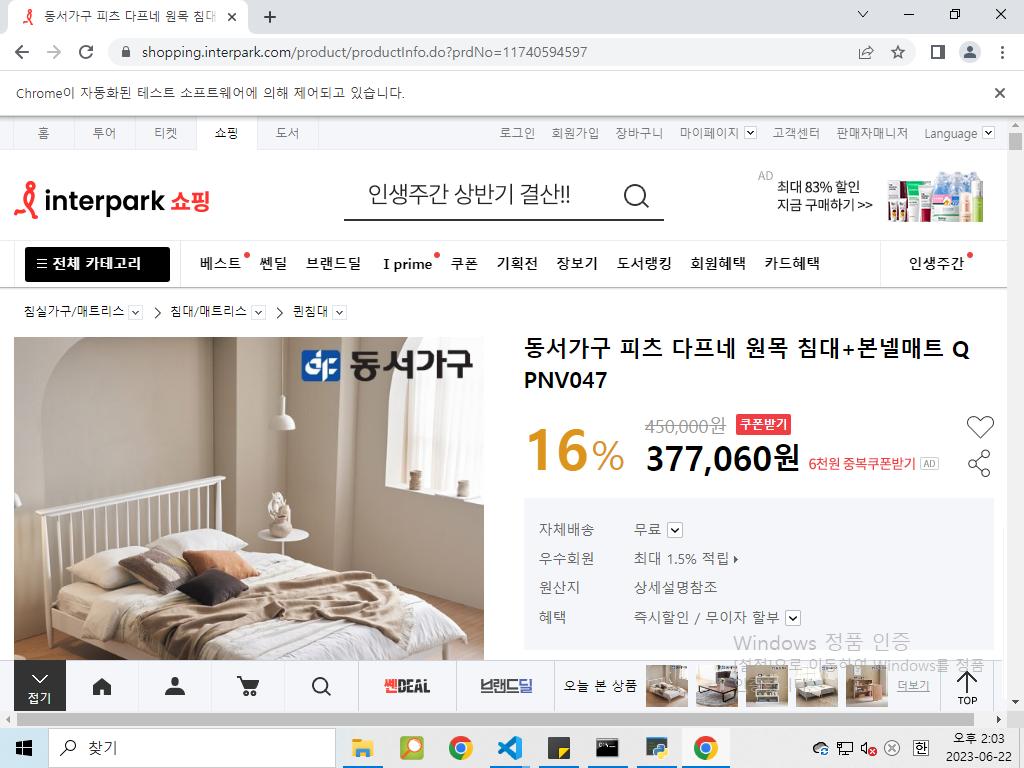 동서가구 피츠 다프네 원목 침대
shopping.interpark.com/product/productInfo.do?prdNo=11740594597
Chrome이 자동화된 테스트 소프트웨어에 의해 제어되고 있습니다.
홈 투어 티켓 쇼핑 도서 로그인 회원가입 장바구니 마이페이지 고객센터 판매자매니저 Language
interpark 쇼핑
인생주간 상반기 결산!!
AD
최대 83% 할인
지금 구매하기 >>
전체 카테고리 베스트 쎈딜 브랜드딜 I prime 쿠폰 기획전 장보기 도서랭킹 회원혜택 카드혜택 인생주간
침실가구/매트리스 침대/매트리스 퀸침대
동서가구
동서가구 피츠 다프네 원목 침대+본넬매트 Q
PNV047
16%
450,000원 쿠폰받기
377,060원 6천원 중복쿠폰받기 AD
자체배송 무료
우수회원 최대 1.5% 적립
원산지 상세설명참조
혜택 즉시할인 / 무이자 할부
Windows 정품 인증
[설정]으로 이동하여 Windows를 정품
접기
쎈DEAL
브랜드딜
오늘 본 상품
더보기
TOP
찾기
한
오후 2:03
2023-06-22